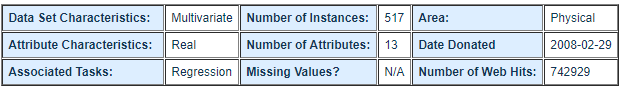 Data Set Characteristics: Multivariate Number of Instances: 517 Area: Physical
Attribute Characteristics: Real Number of Attributes: 13 Date Donated 2008-02-29
Associated Tasks: Regression Missing Values? N/A Number of Web Hits: 742929